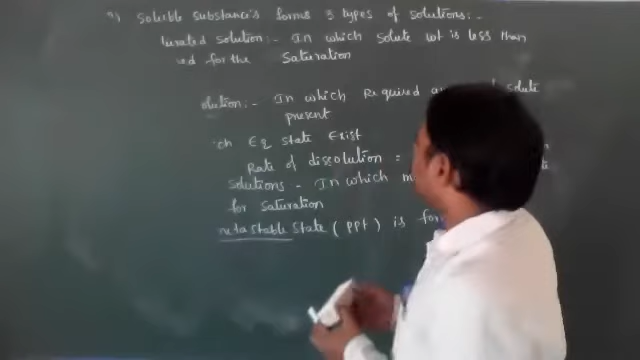 Soluble substances forms 3 types of solutions:-
turated solution:- In which solute wt is less than
ed for the Saturation
olution:- In which Required solute
present
ch Eq state Exist
Rate of dissolution =
Solutions - In which m
for Saturation
metastable state (PPt) is for